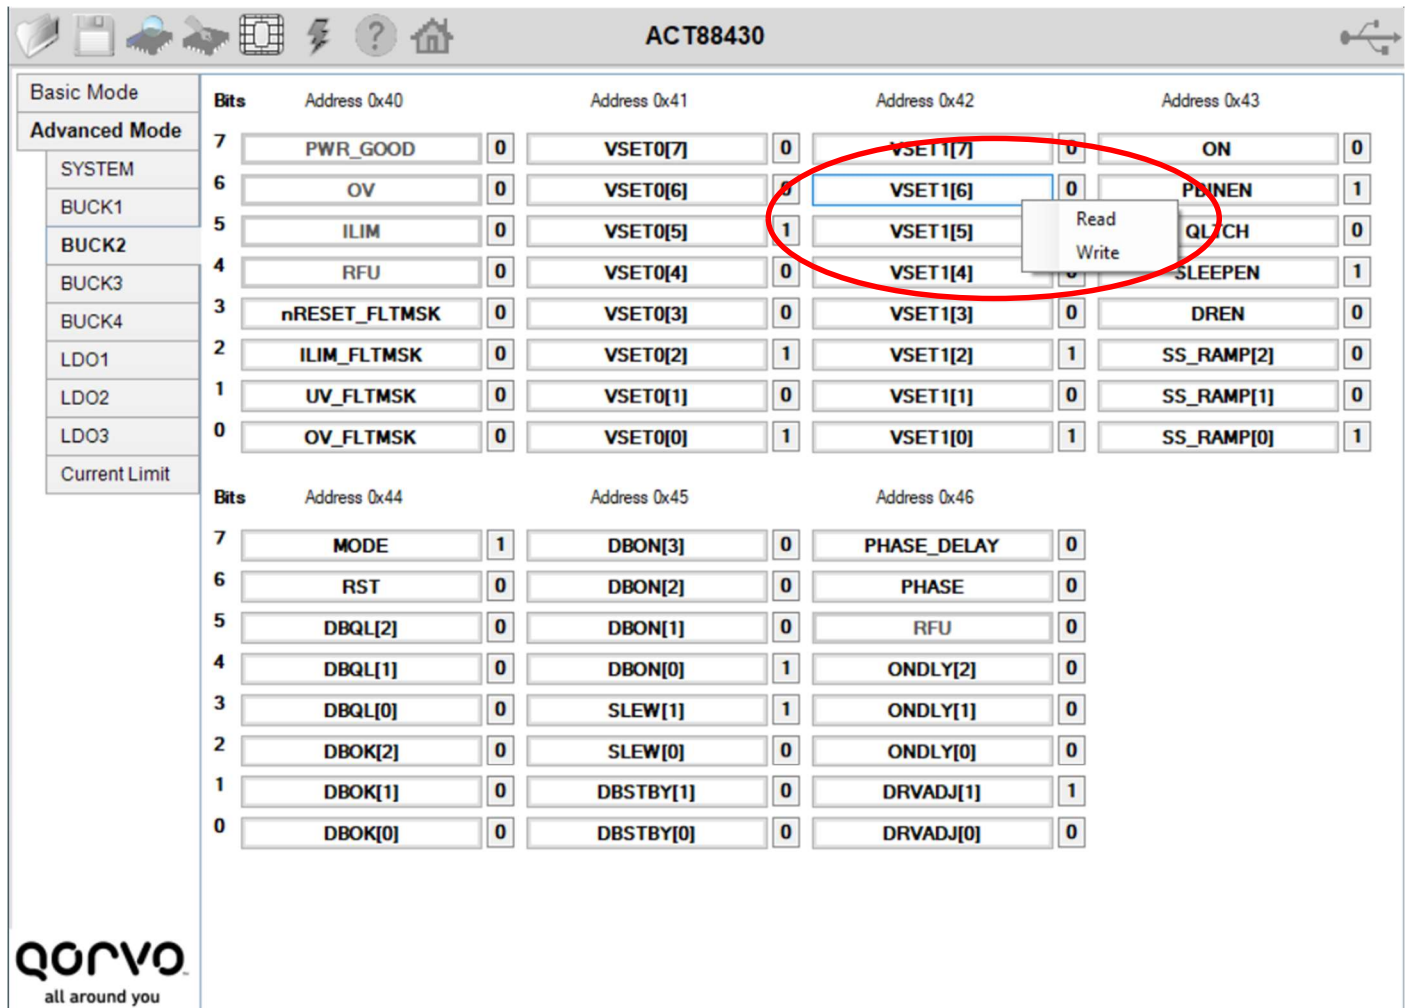 ACT88430
Basic Mode
Advanced Mode
SYSTEM
BUCK1
BUCK2
BUCK3
BUCK4
LDO1
LDO2
LDO3
Current Limit
Bits Address 0x40 Address 0x41 Address 0x42 Address 0x43
7 PWR_GOOD 0 VSET0[7] 0 VSET1[7] 0 ON 0
6 OV 0 VSET0[6] 0 VSET1[6] 0 PBINEN 1
5 ILIM 0 VSET0[5] 1 VSET1[5] Read QLTCH 0
4 RFU 0 VSET0[4] 0 VSET1[4] Write 0 SLEEPEN 1
3 nRESET_FLTMSK 0 VSET0[3] 0 VSET1[3] 0 DREN 0
2 ILIM_FLTMSK 0 VSET0[2] 1 VSET1[2] 1 SS_RAMP[2] 0
1 UV_FLTMSK 0 VSET0[1] 0 VSET1[1] 0 SS_RAMP[1] 0
0 OV_FLTMSK 0 VSET0[0] 1 VSET1[0] 1 SS_RAMP[0] 1
Bits Address 0x44 Address 0x45 Address 0x46
7 MODE 1 DBON[3] 0 PHASE_DELAY 0
6 RST 0 DBON[2] 0 PHASE 0
5 DBQL[2] 0 DBON[1] 0 RFU 0
4 DBQL[1] 0 DBON[0] 1 ONDLY[2] 0
3 DBQL[0] 0 SLEW[1] 1 ONDLY[1] 0
2 DBOK[2] 0 SLEW[0] 0 ONDLY[0] 0
1 DBOK[1] 0 DBSTBY[1] 0 DRVADJ[1] 1
0 DBOK[0] 0 DBSTBY[0] 0 DRVADJ[0] 0
QORVO
all around you